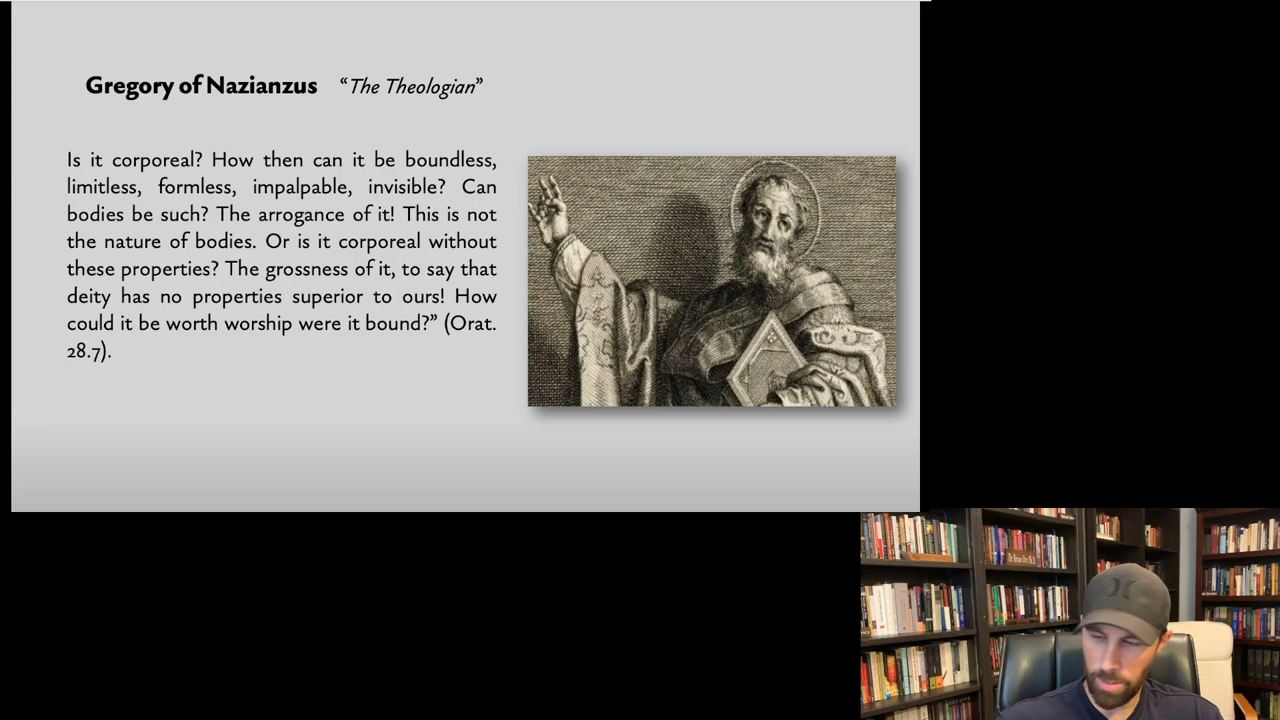 Gregory of Nazianzus “The Theologian”
Is it corporeal? How then can it be boundless,
limitless, formless, impalpable, invisible? Can
bodies be such? The arrogance of it! This is not
the nature of bodies. Or is it corporeal without
these properties? The grossness of it, to say that
deity has no properties superior to ours! How
could it be worth worship were it bound?” (Orat.
28.7).